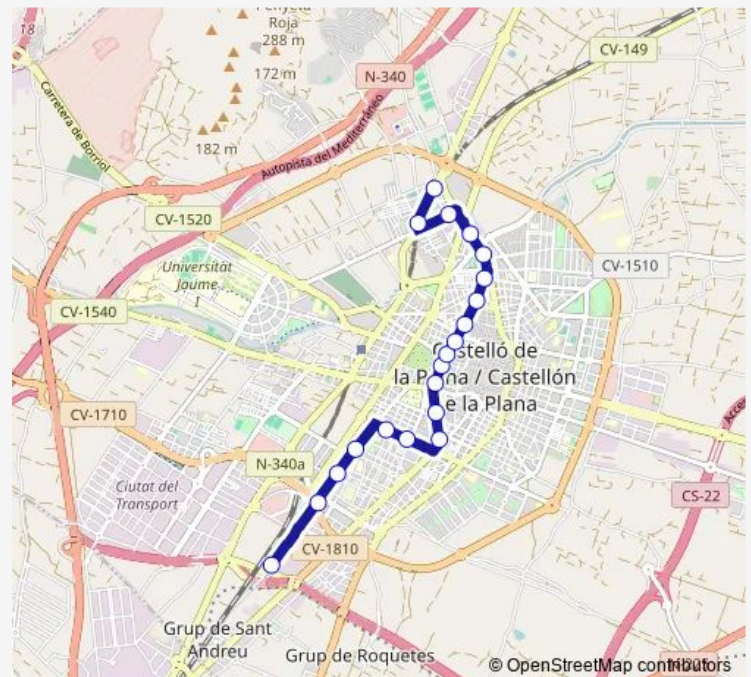 18
Roja
288 m
172 m
N-340
CV-149
Carretera de Borriol
182 m
Autopista del Mediterráneo
CV-1520
Universitat
Jaume
I
CV-1510
CV-1540
Castelló de
la Plana / Castellón
de la Plana
CV-1710
N-340a
Ciutat del
Transport
CS-22
CV-1810
Grup de Sant
Andreu
Grup de Roquetes
© OpenStreetMap contributors